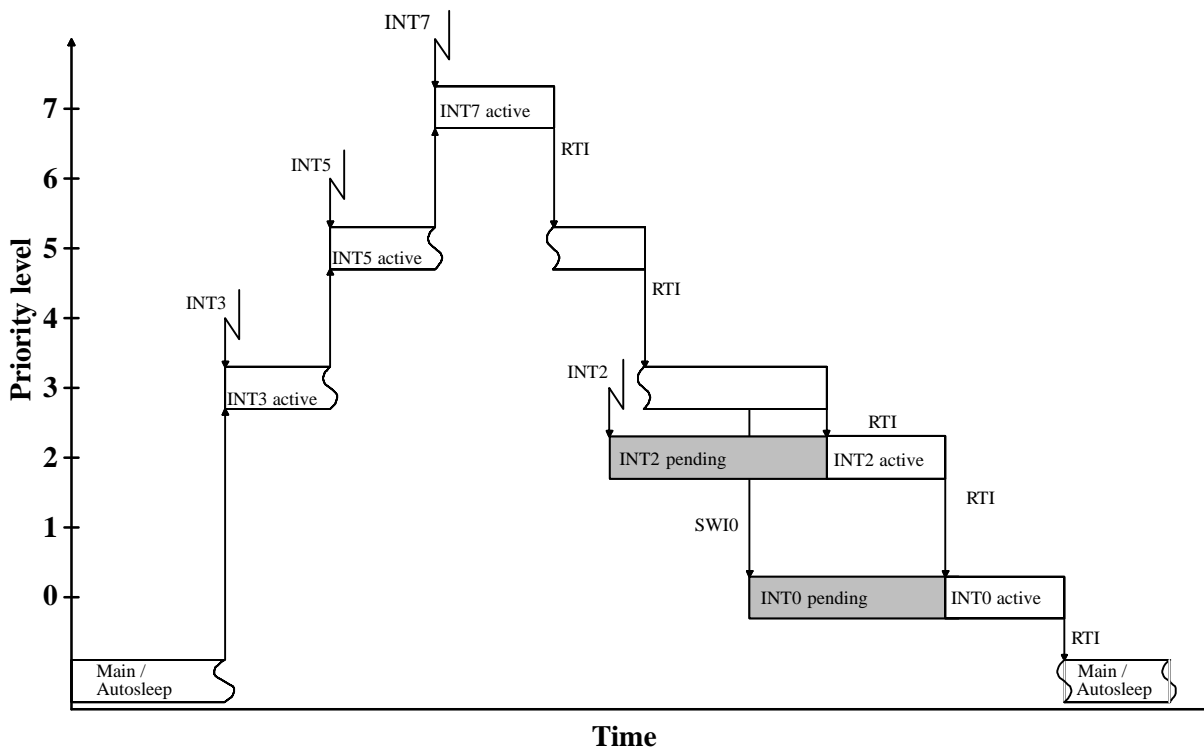 INT7
7
INT7 active
RTI
INT5
6
5
INT5 active
RTI
INT3
4
3
INT3 active
INT2
RTI
2
INT2 pending
INT2 active
RTI
SWI0
1
0
INT0 pending
INT0 active
RTI
Main /
Autosleep
Main /
Autosleep
Priority level
Time